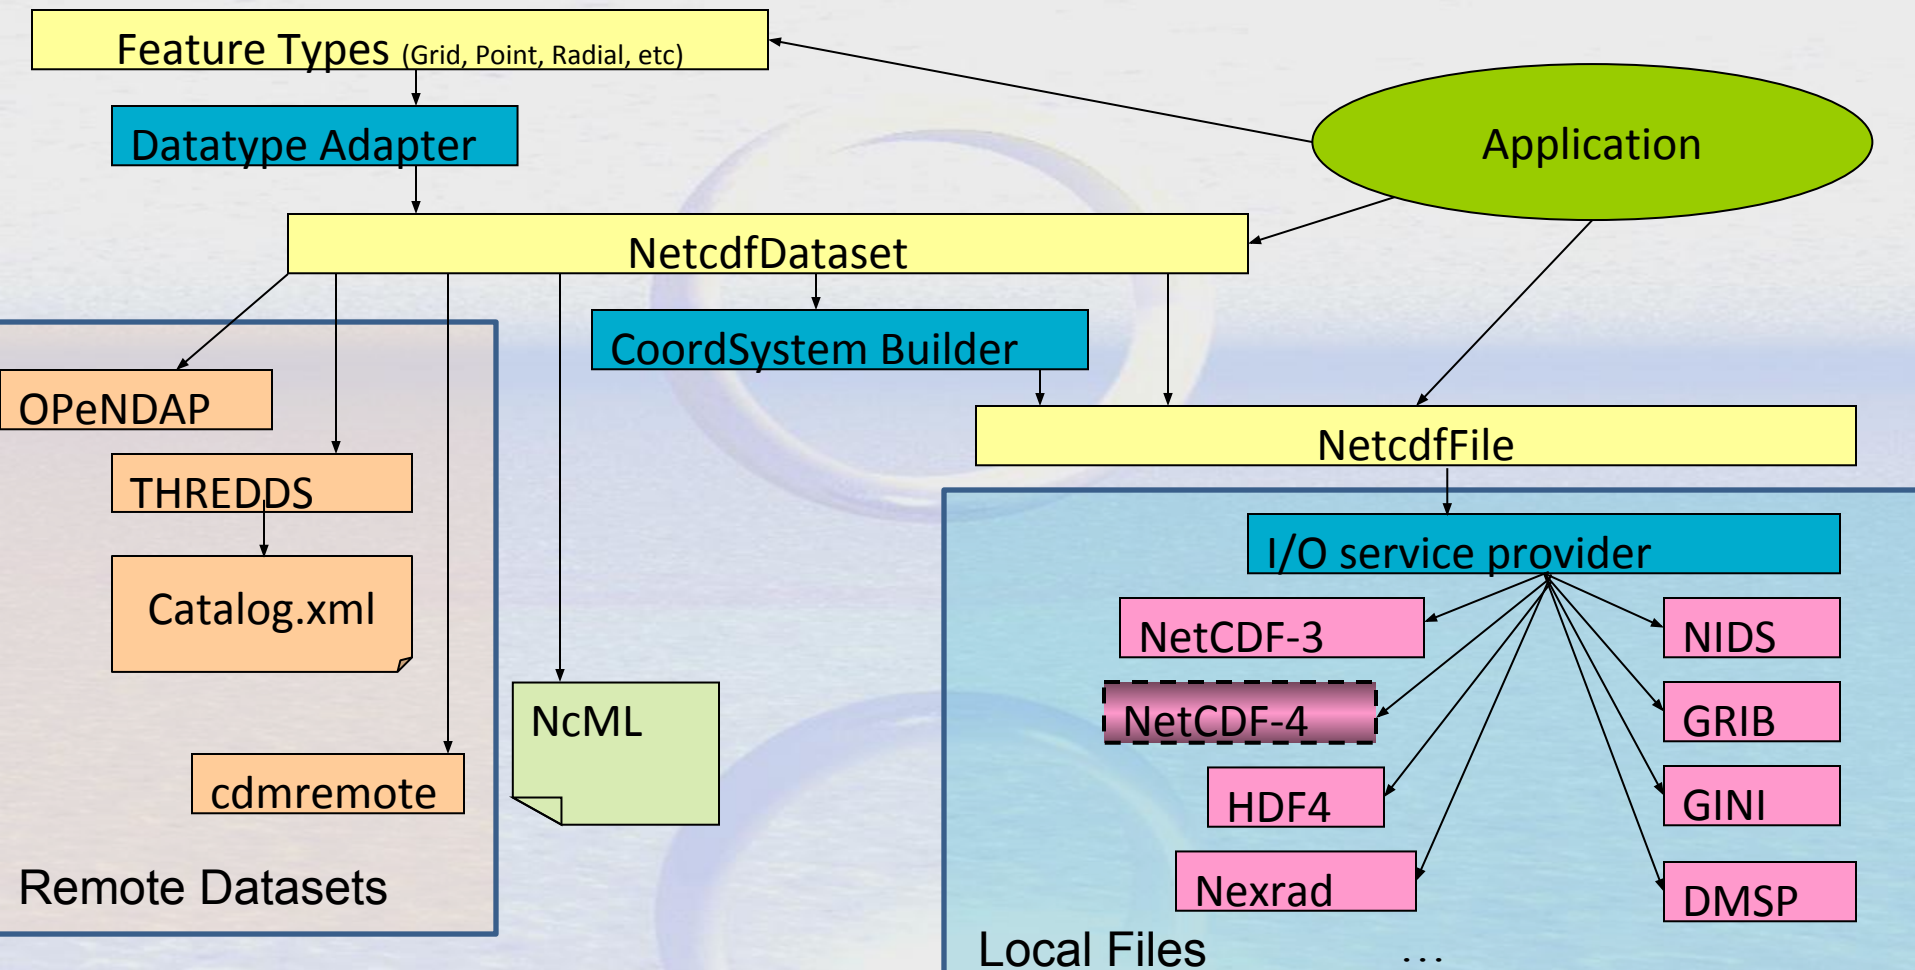 Feature Types (Grid, Point, Radial, etc)
Datatype Adapter
Application
NetcdfDataset
CoordSystem Builder
OPeNDAP
NetcdfFile
THREDDS
I/O service provider
Catalog.xml
NetCDF-3
NIDS
NcML
NetCDF-4
GRIB
cdmremote
HDF4
GINI
Remote Datasets
Nexrad
DMSP
Local Files
...